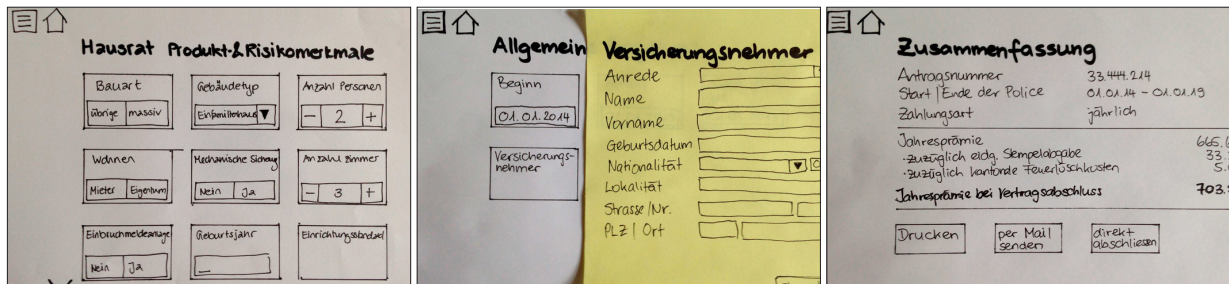 Hausrat Produkt-& Risikomerkmale
Bauart
übrige massiv
Gebäudetyp
Einfamilienhaus
Anzahl Personen
- 2 +
Wohnen
Mieter Eigentum
Mechanische Sicherung
Nein Ja
Anzahl Zimmer
- 3 +
Einbruchmeldeanlage
Nein Ja
Geburtsjahr
Allgemein
Beginn
01.01.2014
Versicherungs-
nehmer
Versicherungsnehmer
Anrede
Name
Vorname
Geburtsdatum
Nationalität
Lokalität
Strasse/Nr.
PLZ | Ort
Zusammenfassung
Antragsnummer 33.444.214
Start | Ende der Police 01.01.14 - 01.01.19
Zahlungsart jährlich
Jahresprämie 665.
·zuzüglich eidg. Stempelabgabe 33.
·zuzüglich kantonale Feuerlöschkosten 5.
Jahresprämie bei Vertragsabschluss 703.
Drucken
per Mail
senden
direkt
abschliessen